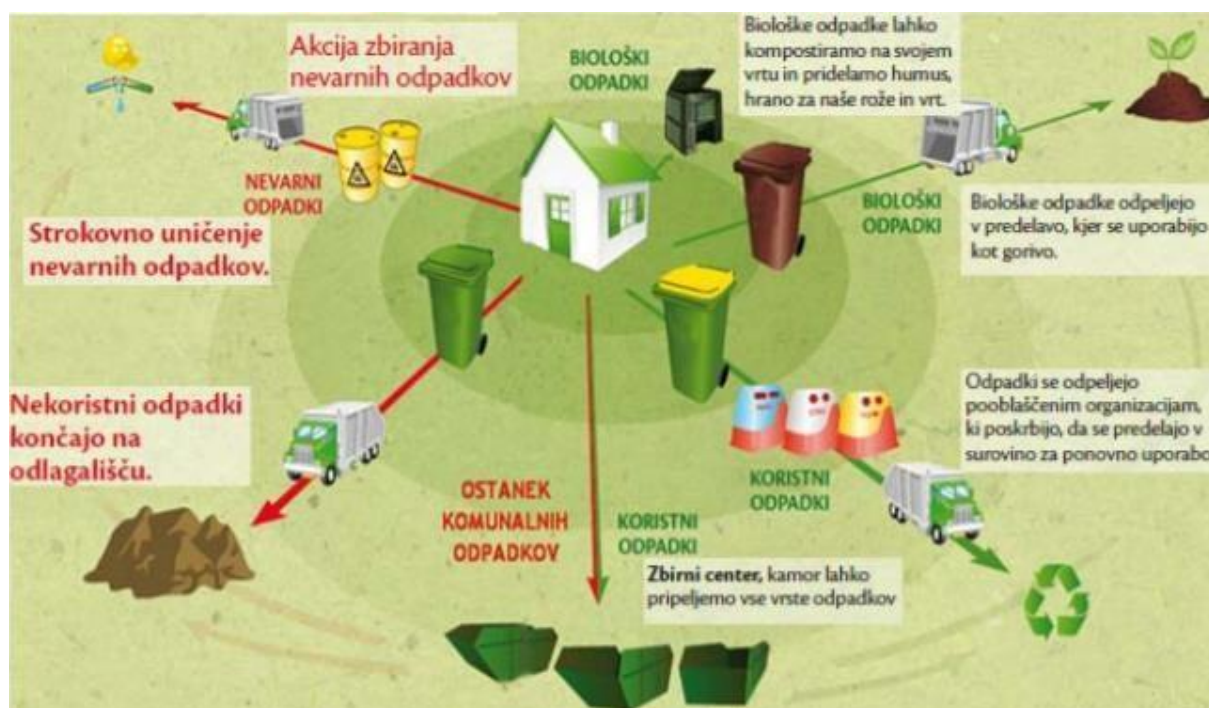 Akcija zbiranja
nevarnih odpadkov
BIOLOŠKI
ODPADKI
Biološke odpadke lahko
kompostiramo na svojem
vrtu in pridelamo humus,
hrano za naše rože in vrt.
NEVARNI
ODPADKI
BIOLOŠKI
ODPADKI
Biološke odpadke odpeljejo
v predelavo, kjer se uporabijo
kot gorivo.
Strokovno uničenje
nevarnih odpadkov.
Nekoristni odpadki
končajo na
odlagališču.
Odpadki se odpeljejo
pooblaščenim organizacijam,
ki poskrbijo, da se predelajo v
surovino za ponovno uporabo
KORISTNI
ODPADKI
OSTANEK
KOMUNALNIH
ODPADKOV
KORISTNI
ODPADKI
Zbirni center, kamor lahko
pripeljemo vse vrste odpadkov